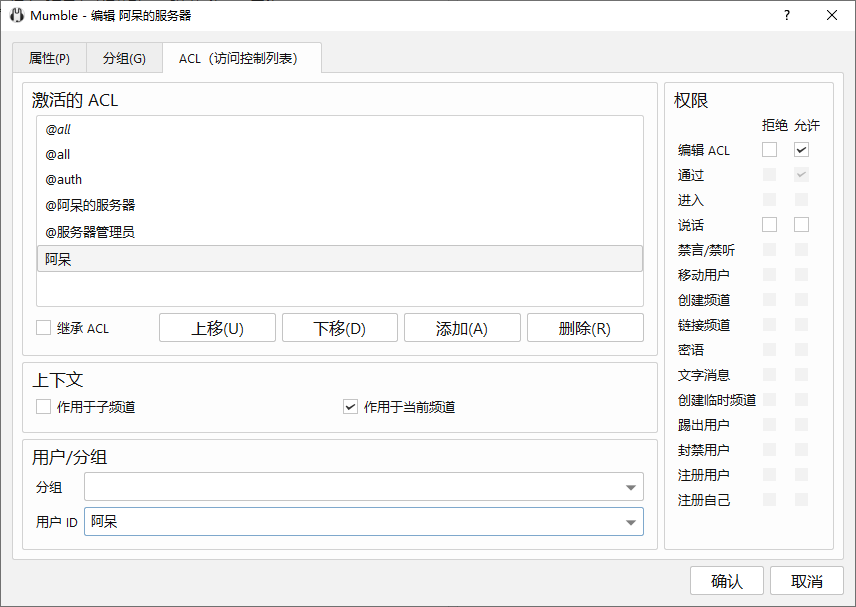 Mumble - 编辑 阿呆的服务器
属性(P) 分组(G) ACL（访问控制列表）
激活的 ACL
@all
@all
@auth
@阿呆的服务器
@服务器管理员
阿呆
继承 ACL 上移(U) 下移(D) 添加(A) 删除(R)
上下文
作用于子频道 作用于当前频道
用户/分组
分组
用户 ID 阿呆
权限
拒绝 允许
编辑 ACL
通过
进入
说话
禁言/禁听
移动用户
创建频道
链接频道
密语
文字消息
创建临时频道
踢出用户
封禁用户
注册用户
注册自己
确认 取消